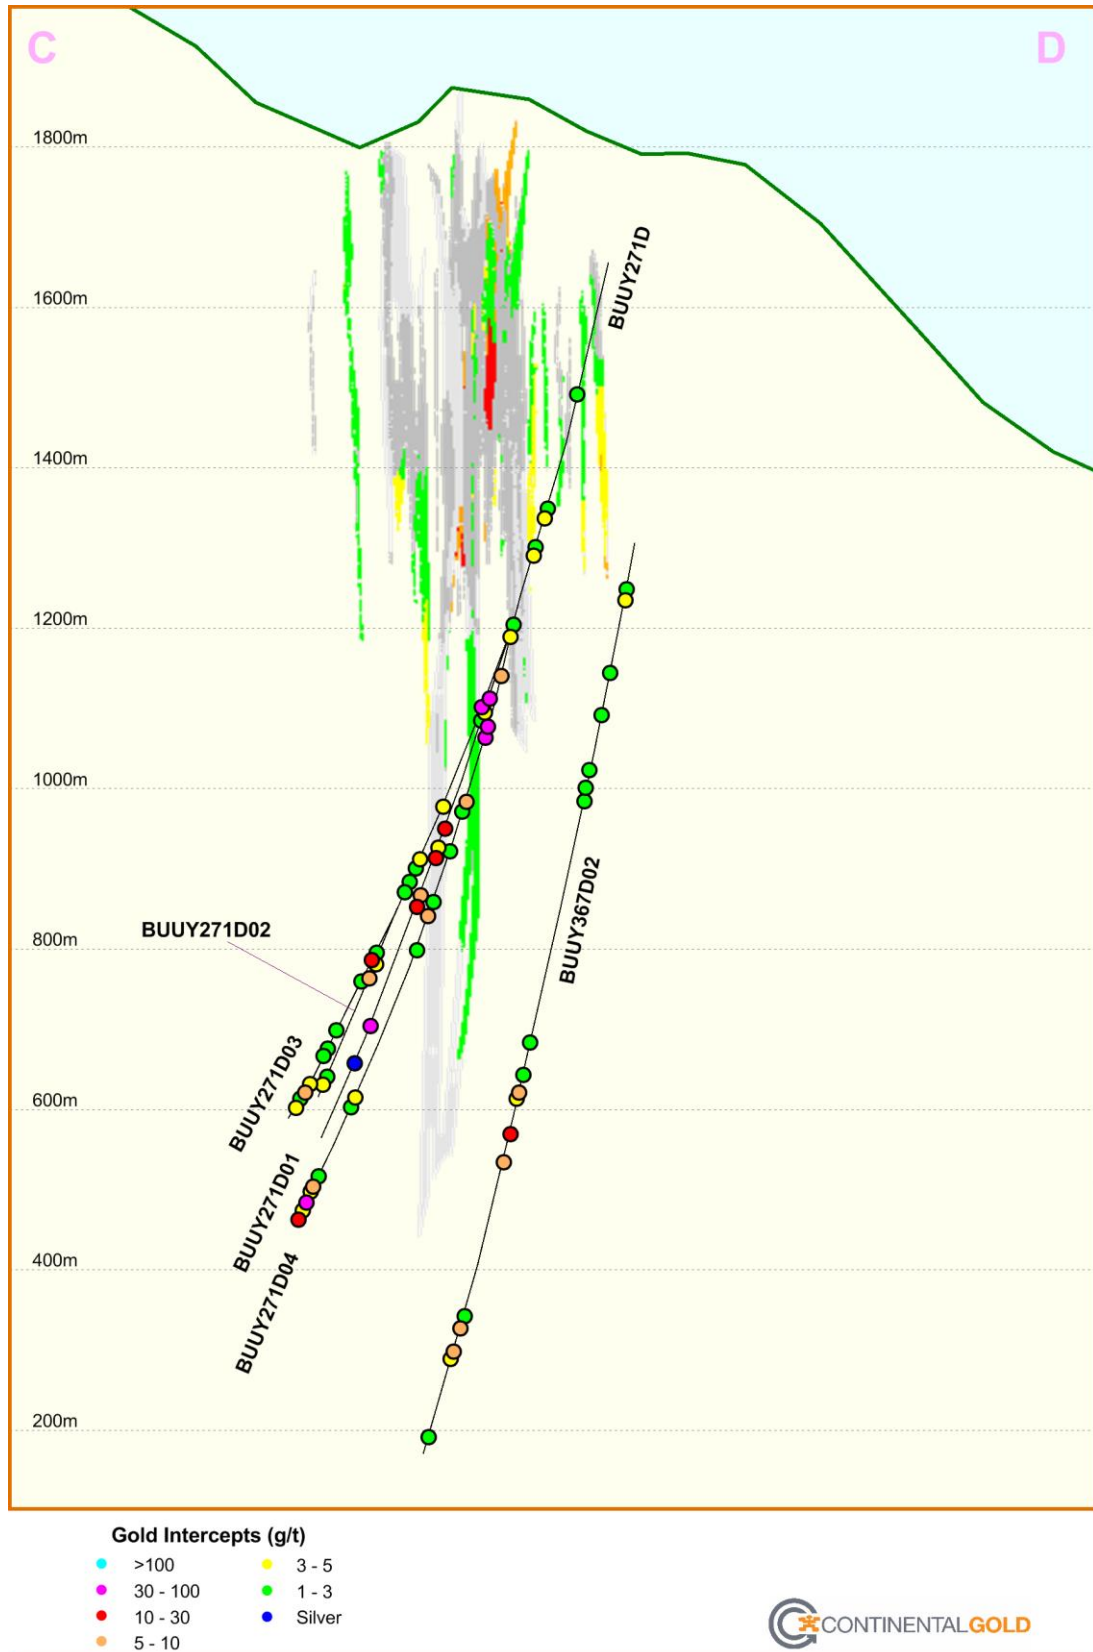 C
D
1800m
BUUY271D
1600m
1400m
1200m
1000m
BUUY367D02
BUUY271D02
800m
BUUY271D03
600m
BUUY271D01
BUUY271D04
400m
200m
Gold Intercepts (g/t)
>100
30 - 100
10 - 30
5 - 10
3 - 5
1 - 3
Silver
CONTINENTALGOLD